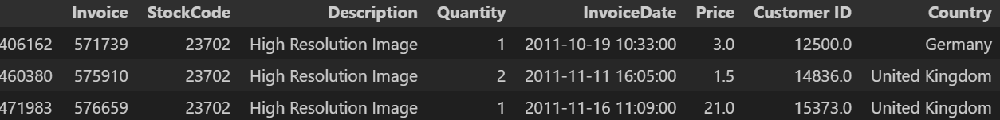 Invoice StockCode Description Quantity InvoiceDate Price Customer ID Country
406162 571739 23702 High Resolution Image 1 2011-10-19 10:33:00 3.0 12500.0 Germany
460380 575910 23702 High Resolution Image 2 2011-11-11 16:05:00 1.5 14836.0 United Kingdom
471983 576659 23702 High Resolution Image 1 2011-11-16 11:09:00 21.0 15373.0 United Kingdom